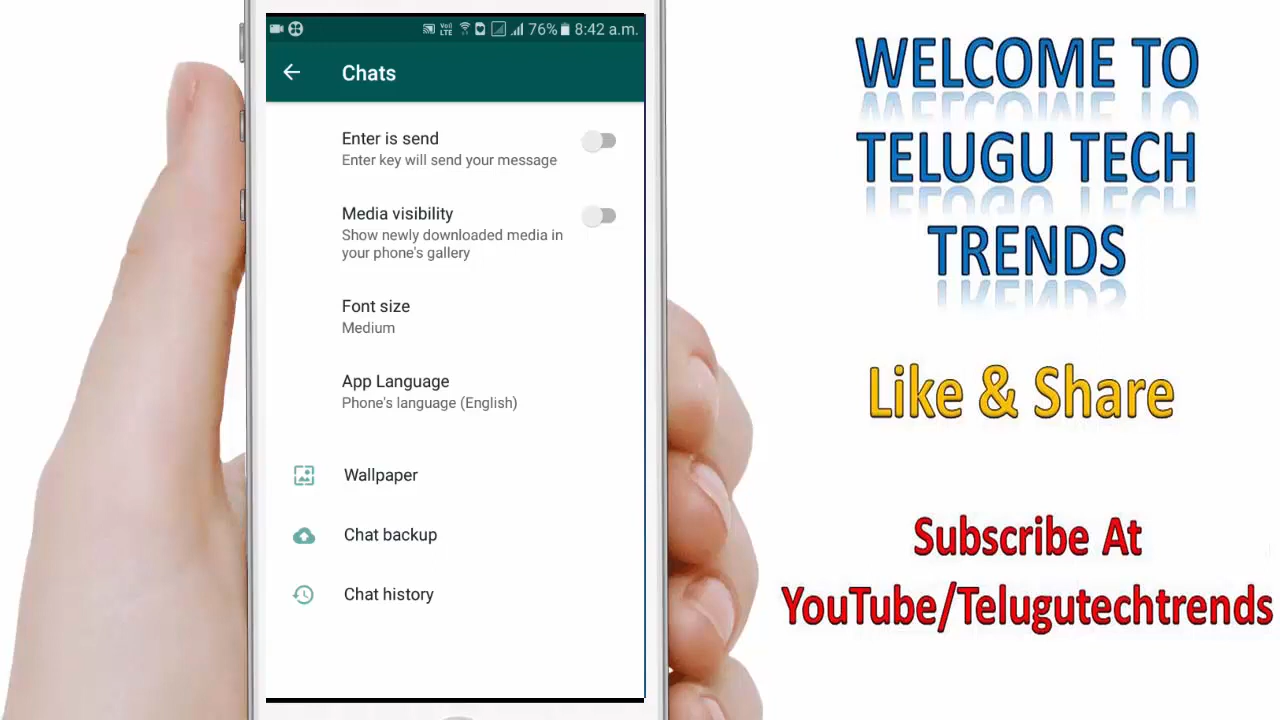 Voll LTE 76% 8:42 a.m.
Chats
Enter is send
Enter key will send your message
Media visibility
Show newly downloaded media in
your phone's gallery
Font size
Medium
App Language
Phone's language (English)
Wallpaper
Chat backup
Chat history
WELCOME TO
TELUGU TECH
TRENDS
Like & Share
Subscribe At
YouTube/Telugutechtrends